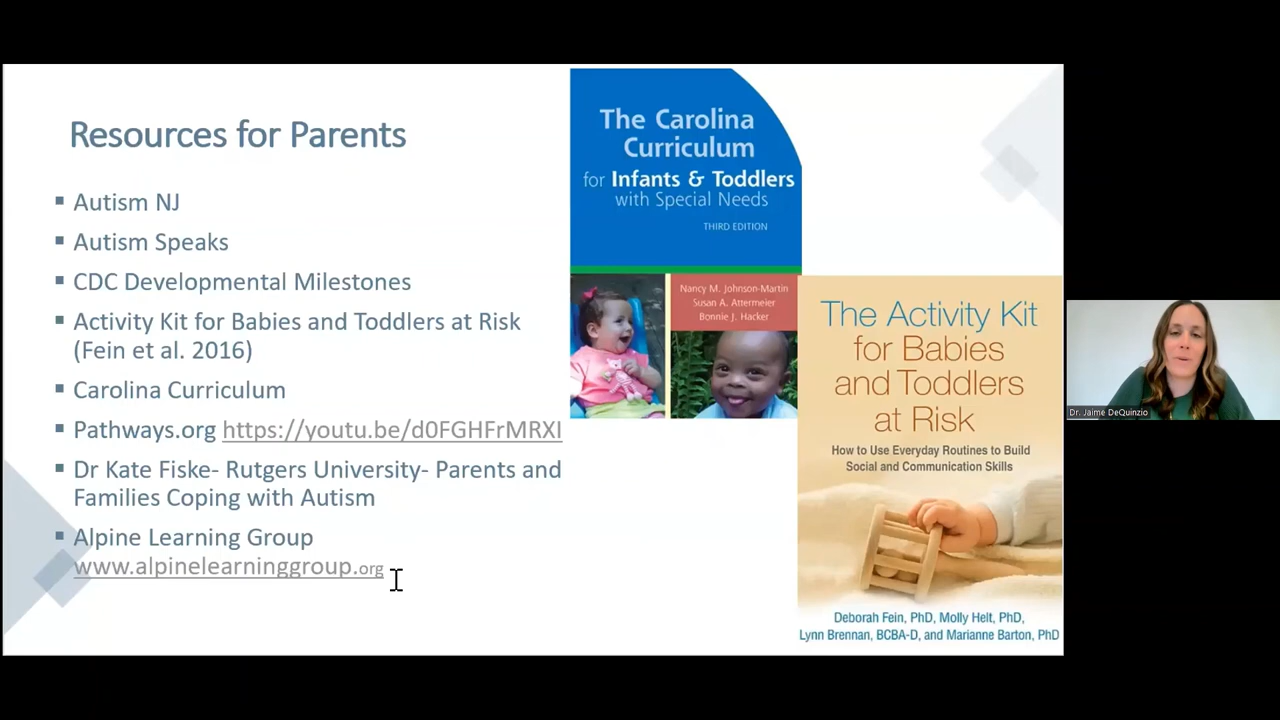 Resources for Parents
▪ Autism NJ
▪ Autism Speaks
▪ CDC Developmental Milestones
▪ Activity Kit for Babies and Toddlers at Risk
(Fein et al. 2016)
▪ Carolina Curriculum
▪ Pathways.org https://youtu.be/d0FGHFrMRXI
▪ Dr Kate Fiske- Rutgers University- Parents and
Families Coping with Autism
▪ Alpine Learning Group
www.alpinelearninggroup.org
The Carolina
Curriculum
for Infants & Toddlers
with Special Needs
THIRD EDITION
Nancy M. Johnson-Martin
Susan A. Attermeier
Bonnie J. Hacker
The Activity Kit
for Babies
and Toddlers
at Risk
How to Use Everyday Routines to Build
Social and Communication Skills
Deborah Fein, PhD, Molly Helt, PhD,
Lynn Brennan, BCBA-D, and Marianne Barton, PhD
Dr. Jaime DeQuinzio